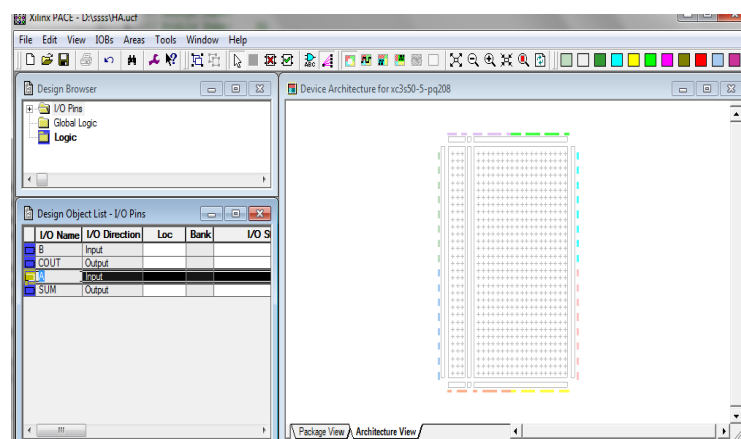 Xilinx PACE - D:\ssss\HA.ucf
File Edit View IOBs Areas Tools Window Help
ABC
Design Browser
I/O Pins
Global Logic
Logic
Design Object List - I/O Pins
I/O Name I/O Direction Loc Bank I/O S
B Input
COUT Output
A Input
SUM Output
Device Architecture for xc3s50-5-pq208
Package View Architecture View